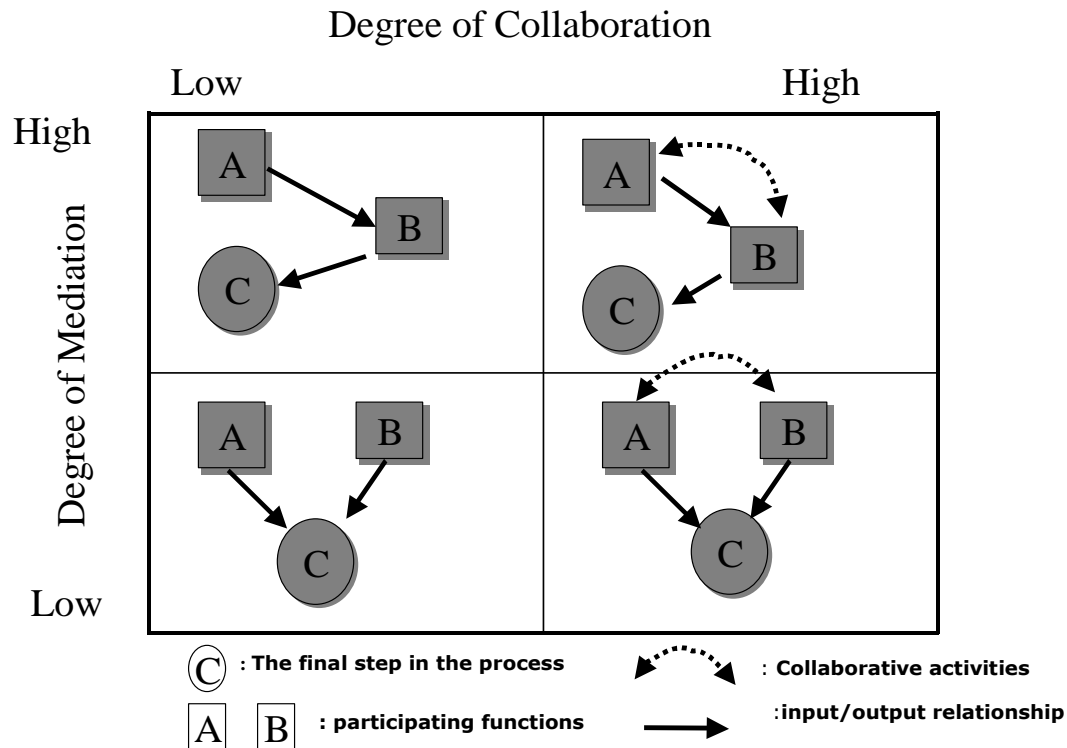 Degree of Collaboration
Low High
High
A
B
C
A
B
C
Degree of Mediation
A B
C
A B
C
Low
C : The final step in the process
: Collaborative activities
A B : participating functions
:input/output relationship